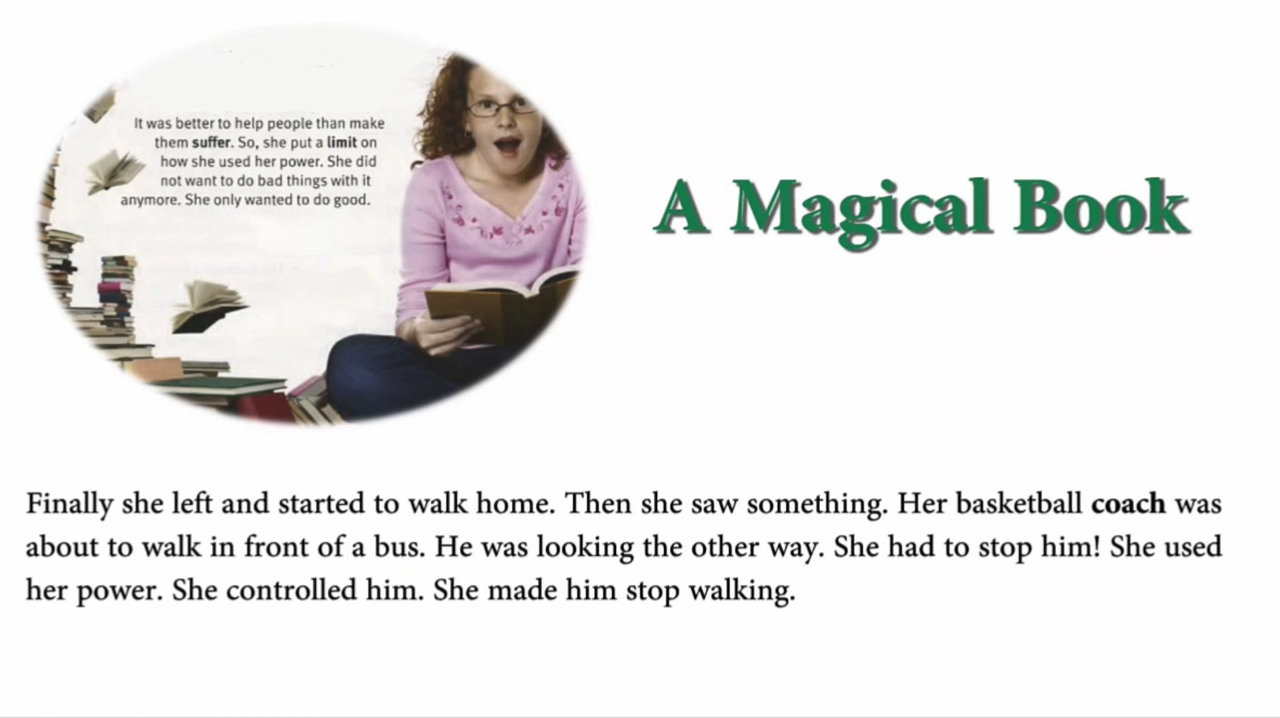 It was better to help people than make
them suffer. So, she put a limit on
how she used her power. She did
not want to do bad things with it
anymore. She only wanted to do good.
A Magical Book
Finally she left and started to walk home. Then she saw something. Her basketball coach was
about to walk in front of a bus. He was looking the other way. She had to stop him! She used
her power. She controlled him. She made him stop walking.